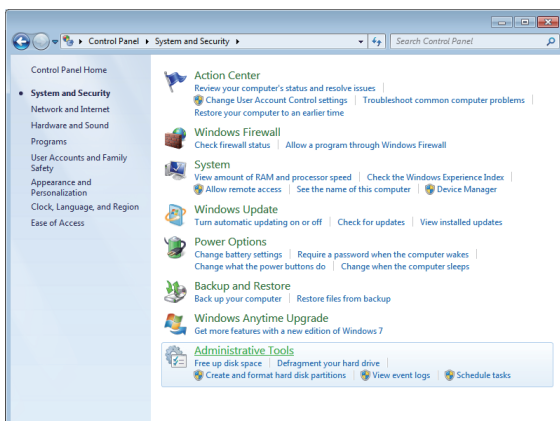 Control Panel ▸ System and Security ▸
Search Control Panel
Control Panel Home
System and Security
Network and Internet
Hardware and Sound
Programs
User Accounts and Family
Safety
Appearance and
Personalization
Clock, Language, and Region
Ease of Access
Action Center
Review your computer's status and resolve issues
Change User Account Control settings | Troubleshoot common computer problems
Restore your computer to an earlier time
Windows Firewall
Check firewall status | Allow a program through Windows Firewall
System
View amount of RAM and processor speed | Check the Windows Experience Index
Allow remote access | See the name of this computer | Device Manager
Windows Update
Turn automatic updating on or off | Check for updates | View installed updates
Power Options
Change battery settings | Require a password when the computer wakes
Change what the power buttons do | Change when the computer sleeps
Backup and Restore
Back up your computer | Restore files from backup
Windows Anytime Upgrade
Get more features with a new edition of Windows 7
Administrative Tools
Free up disk space | Defragment your hard drive
Create and format hard disk partitions | View event logs | Schedule tasks